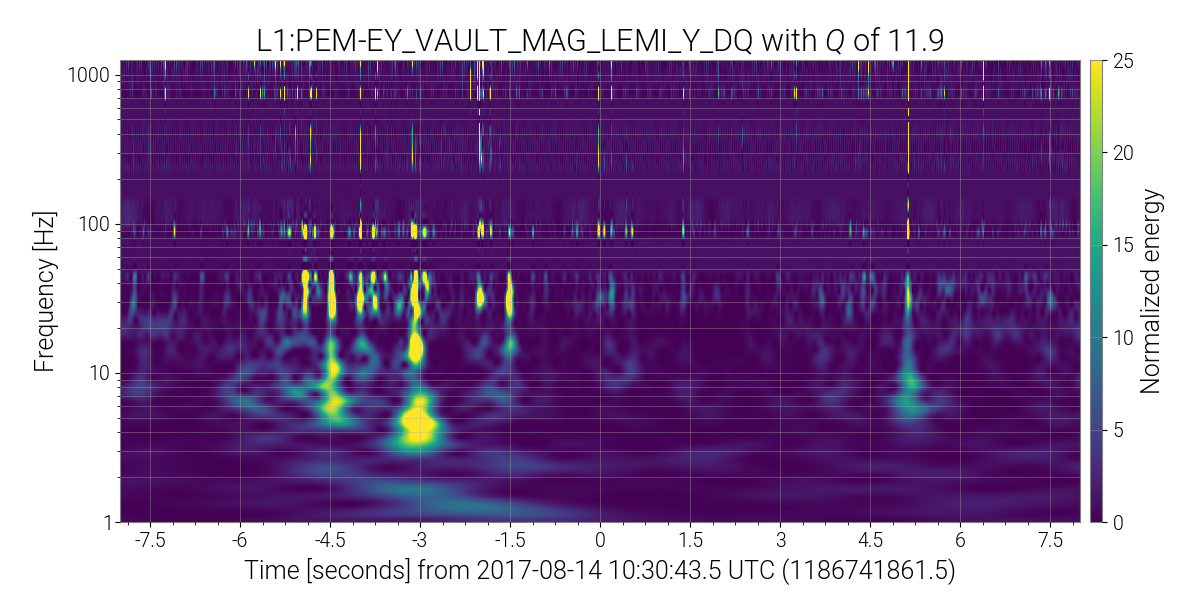 L1:PEM-EY_VAULT_MAG_LEMI_Y_DQ with Q of 11.9
1000
100
10
1
Frequency [Hz]
-7.5 -6 -4.5 -3 -1.5 0 1.5 3 4.5 6 7.5
Time [seconds] from 2017-08-14 10:30:43.5 UTC (1186741861.5)
25
20
15
10
5
0
Normalized energy